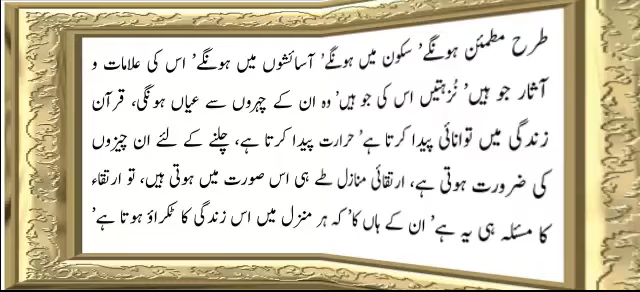 طرح مطمئن ہونگے’ سکون میں ہونگے’ آسائشوں میں ہونگے’ اس کی علامات و
آثار جو ہیں’ نُزہتیں اس کی جو ہیں’ وہ ان کے چہروں سے عیاں ہونگی، قرآن
زندگی میں توانائی پیدا کرتا ہے’ حرارت پیدا کرتا ہے، چلنے کے لئے ان چیزوں
کی ضرورت ہوتی ہے، ارتقائی منازل طے ہی اس صورت میں ہوتی ہیں، تو ارتقاء
کا مسئلہ ہی یہ ہے’ ان کے ہاں کا’ کہ ہر منزل میں اس زندگی کا ٹکراؤ ہوتا ہے’